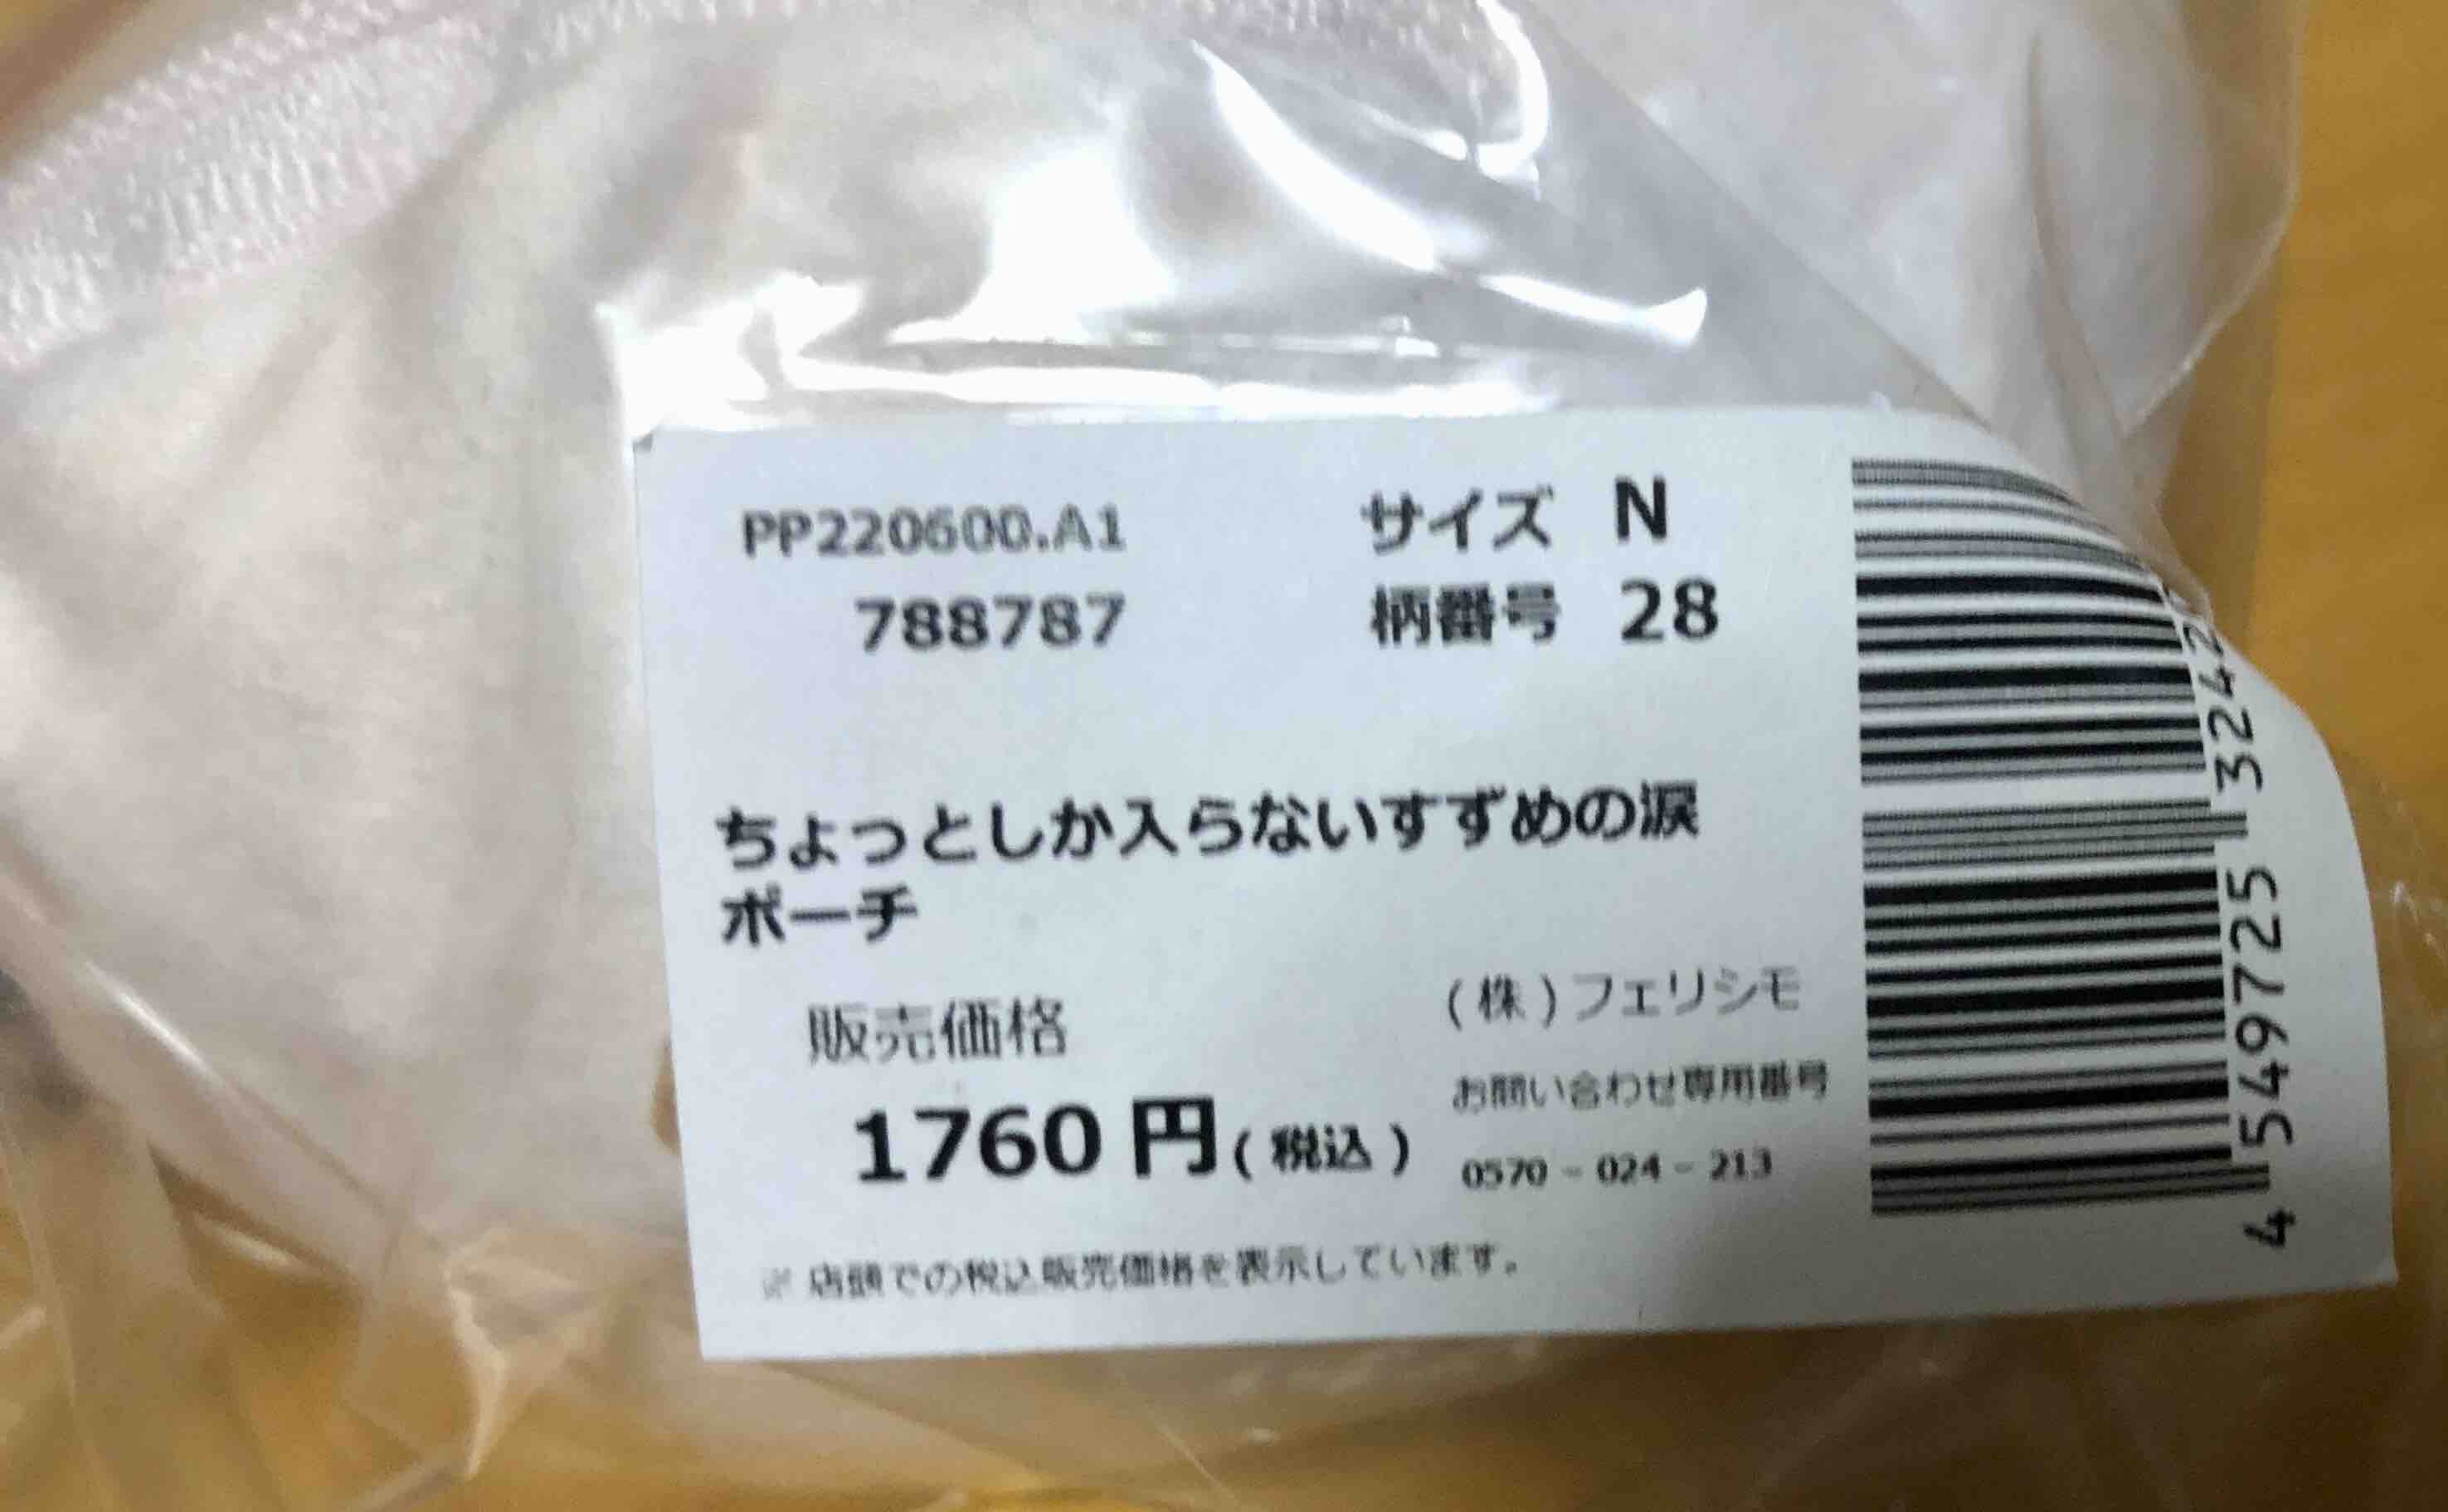 PP220600.A1 サイズ N
788787 柄番号 28
ちょっとしか入らないすずめの涙
ポーチ
販売価格
1760 円(税込)
(株)フェリシモ
お問い合わせ専用番号
0570-024-213
※店頭での税込販売価格を表示しています。
4 549725